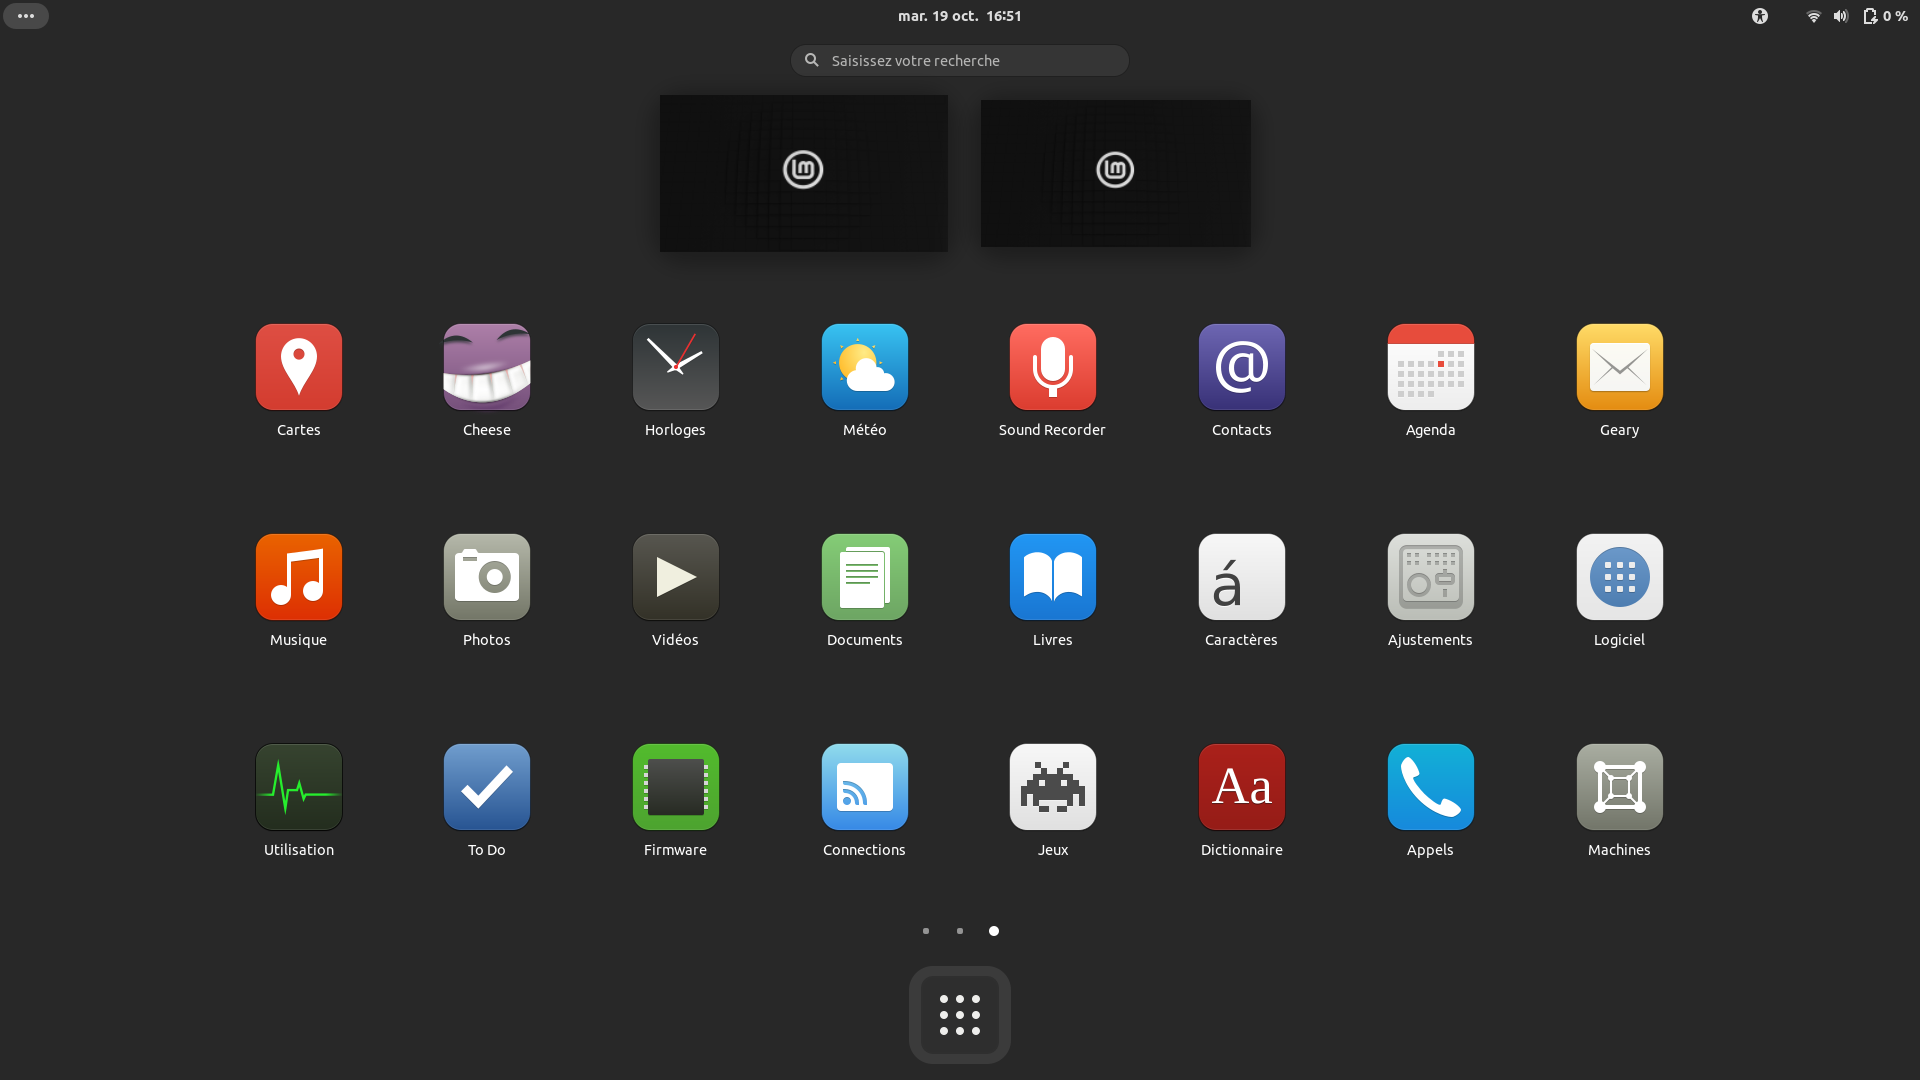 mar. 19 oct.  16:51
0 %
Saisissez votre recherche
Cartes
Cheese
Horloges
Météo
Sound Recorder
Contacts
Agenda
Geary
Musique
Photos
Vidéos
Documents
Livres
á
Caractères
Ajustements
Logiciel
Utilisation
To Do
Firmware
Connections
Jeux
Aa
Dictionnaire
Appels
Machines